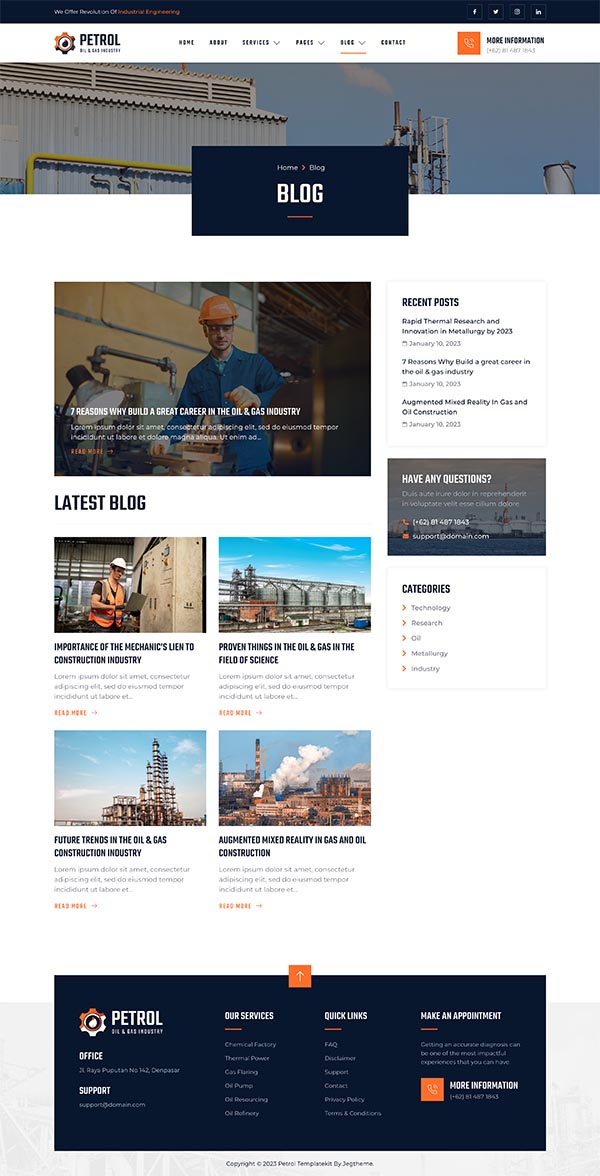 We Offer Revolution Of Industrial Engineering
PETROL
OIL & GAS INDUSTRY
HOME ABOUT SERVICES PAGES BLOG CONTACT
MORE INFORMATION
(+62) 81 487 1843
Home Blog
BLOG
7 REASONS WHY BUILD A GREAT CAREER IN THE OIL & GAS INDUSTRY
Lorem ipsum dolor sit amet, consectetur adipiscing elit, sed do eiusmod tempor
incididunt ut labore et dolore magna aliqua. Ut enim ad...
READ MORE
LATEST BLOG
IMPORTANCE OF THE MECHANIC'S LIEN TO
CONSTRUCTION INDUSTRY
Lorem ipsum dolor sit amet, consectetur
adipiscing elit, sed do eiusmod tempor
incididunt ut labore et...
READ MORE
PROVEN THINGS IN THE OIL & GAS IN THE
FIELD OF SCIENCE
Lorem ipsum dolor sit amet, consectetur
adipiscing elit, sed do eiusmod tempor
incididunt ut labore et...
READ MORE
FUTURE TRENDS IN THE OIL & GAS
CONSTRUCTION INDUSTRY
Lorem ipsum dolor sit amet, consectetur
adipiscing elit, sed do eiusmod tempor
incididunt ut labore et...
READ MORE
AUGMENTED MIXED REALITY IN GAS AND OIL
CONSTRUCTION
Lorem ipsum dolor sit amet, consectetur
adipiscing elit, sed do eiusmod tempor
incididunt ut labore et...
READ MORE
RECENT POSTS
Rapid Thermal Research and
Innovation in Metallurgy by 2023
January 10, 2023
7 Reasons Why Build a great career in
the oil & gas industry
January 10, 2023
Augmented Mixed Reality In Gas and
Oil Construction
January 10, 2023
HAVE ANY QUESTIONS?
Duis aute irure dolor in reprehenderit
in voluptate velit esse cillum dolore
(+62) 81 487 1843
support@domain.com
CATEGORIES
Technology
Research
Oil
Metallurgy
Industry
PETROL
OIL & GAS INDUSTRY
OFFICE
Jl. Raya Puputan No 142, Denpasar
SUPPORT
support@domain.com
OUR SERVICES
Chemical Factory
Thermal Power
Gas Flaring
Oil Pump
Oil Resourcing
Oil Refinery
QUICK LINKS
FAQ
Disclaimer
Support
Contact
Privacy Policy
Terms & Conditions
MAKE AN APPOINTMENT
Getting an accurate diagnosis can
be one of the most impactful
experiences that you can have.
MORE INFORMATION
(+62) 81 487 1843
Copyright © 2023 Petrol Templatekit By Jegtheme.